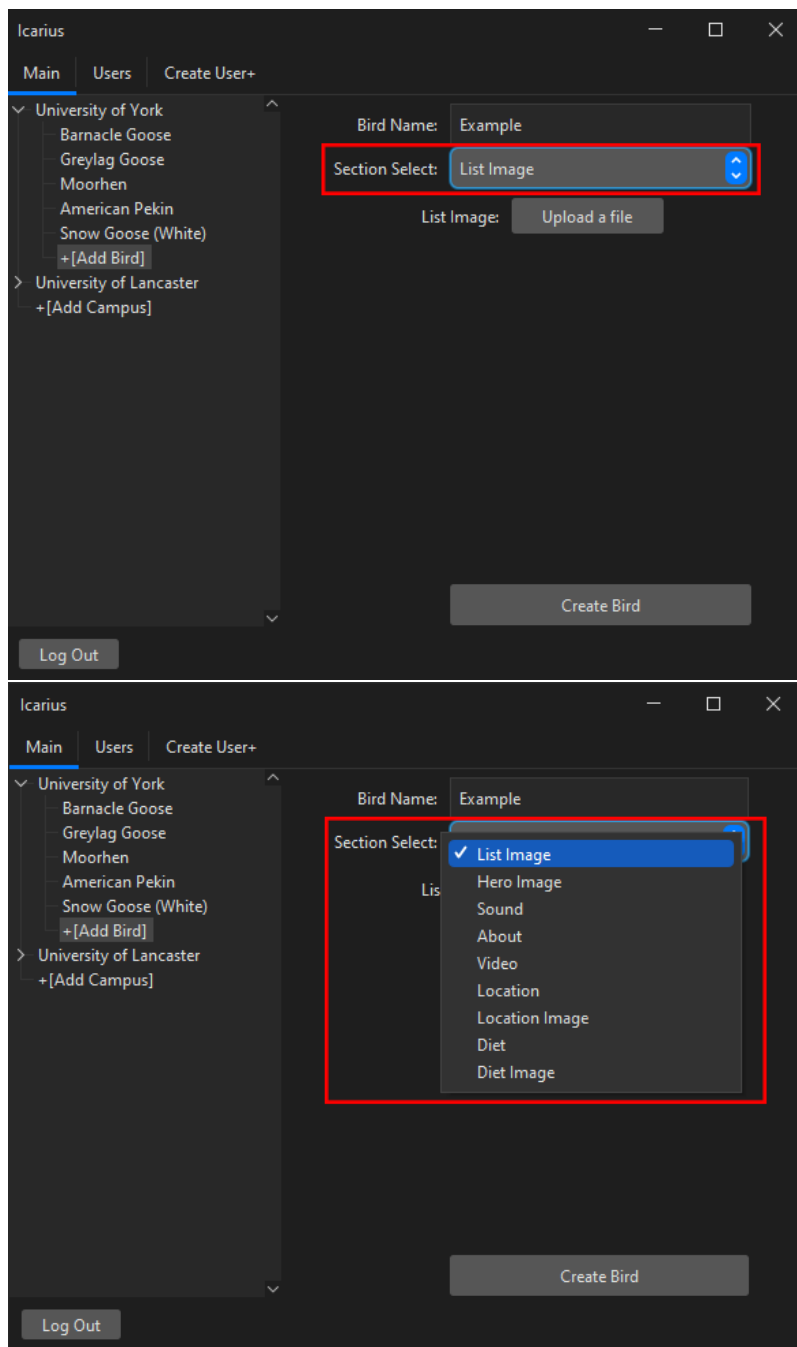 Icarius
Main Users Create User+
University of York
Barnacle Goose
Greylag Goose
Moorhen
American Pekin
Snow Goose (White)
+[Add Bird]
University of Lancaster
+[Add Campus]
Bird Name: Example
Section Select: List Image
List Image: Upload a file
Create Bird
Log Out
Icarius
Main Users Create User+
University of York
Barnacle Goose
Greylag Goose
Moorhen
American Pekin
Snow Goose (White)
+[Add Bird]
University of Lancaster
+[Add Campus]
Bird Name: Example
Section Select:
Lis
✓ List Image
Hero Image
Sound
About
Video
Location
Location Image
Diet
Diet Image
Create Bird
Log Out